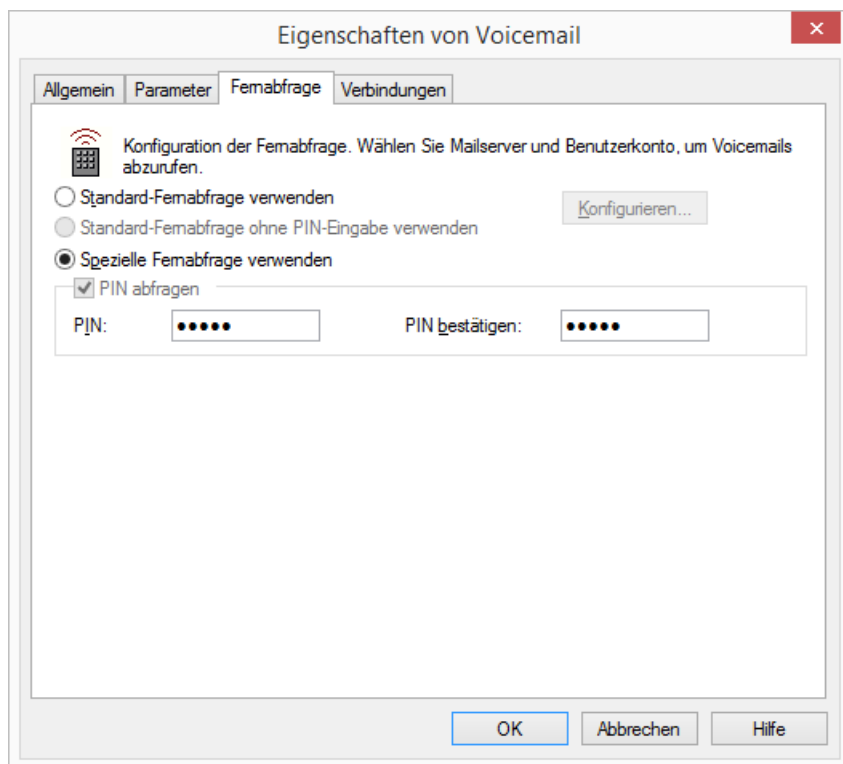 Eigenschaften von Voicemail
Allgemein Parameter Fernabfrage Verbindungen
Konfiguration der Fernabfrage. Wählen Sie Mailserver und Benutzerkonto, um Voicemails
abzurufen.
Standard-Fernabfrage verwenden
Konfigurieren...
Standard-Fernabfrage ohne PIN-Eingabe verwenden
Spezielle Fernabfrage verwenden
PIN abfragen
PIN: ●●●●● PIN bestätigen: ●●●●●
OK Abbrechen Hilfe